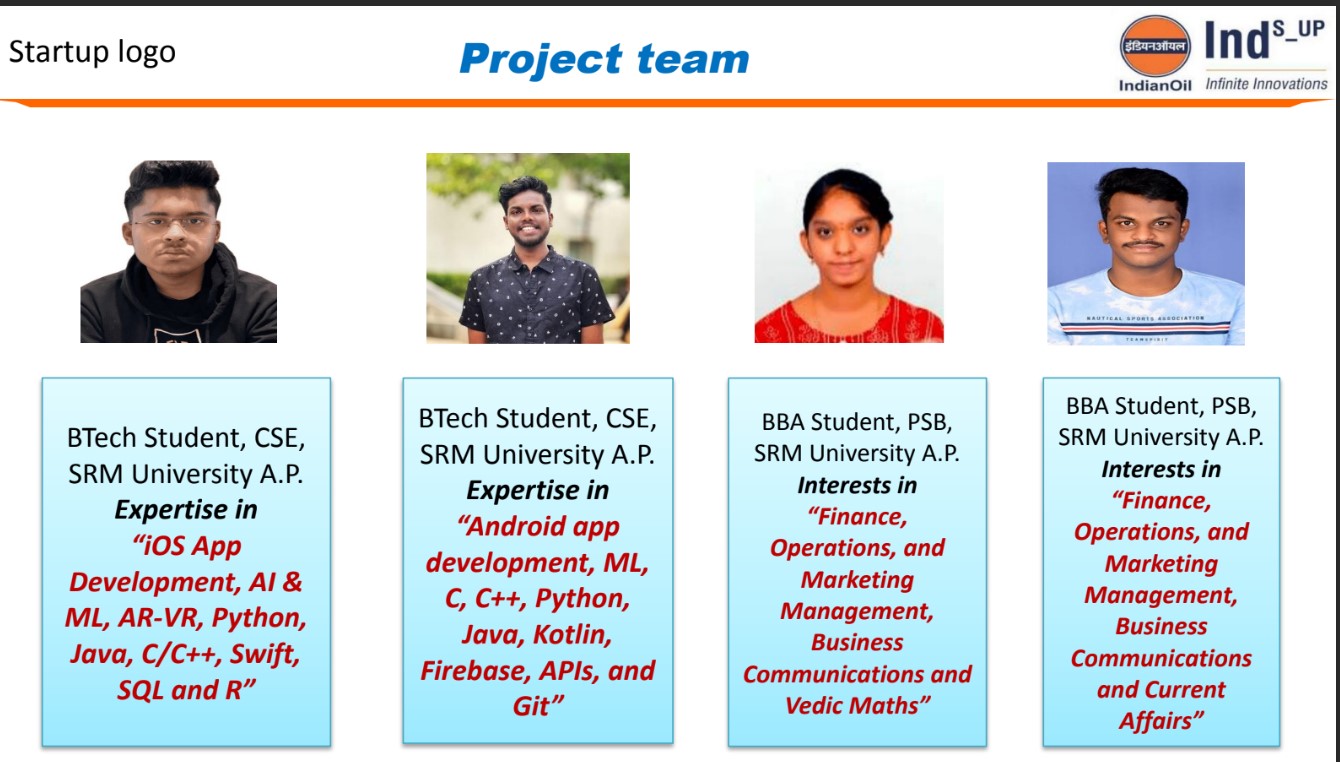 Startup logo
Project team
इंडियनऑयल
IndianOil
Ind S_UP
Infinite Innovations
NAUTICAL SPORTS ASSOCIATION
BTech Student, CSE,
SRM University A.P.
Expertise in
“iOS App
Development, AI &
ML, AR-VR, Python,
Java, C/C++, Swift,
SQL and R”
BTech Student, CSE,
SRM University A.P.
Expertise in
“Android app
development, ML,
C, C++, Python,
Java, Kotlin,
Firebase, APIs, and
Git”
BBA Student, PSB,
SRM University A.P.
Interests in
“Finance,
Operations, and
Marketing
Management,
Business
Communications and
Vedic Maths”
BBA Student, PSB,
SRM University A.P.
Interests in
“Finance,
Operations, and
Marketing
Management,
Business
Communications
and Current
Affairs”